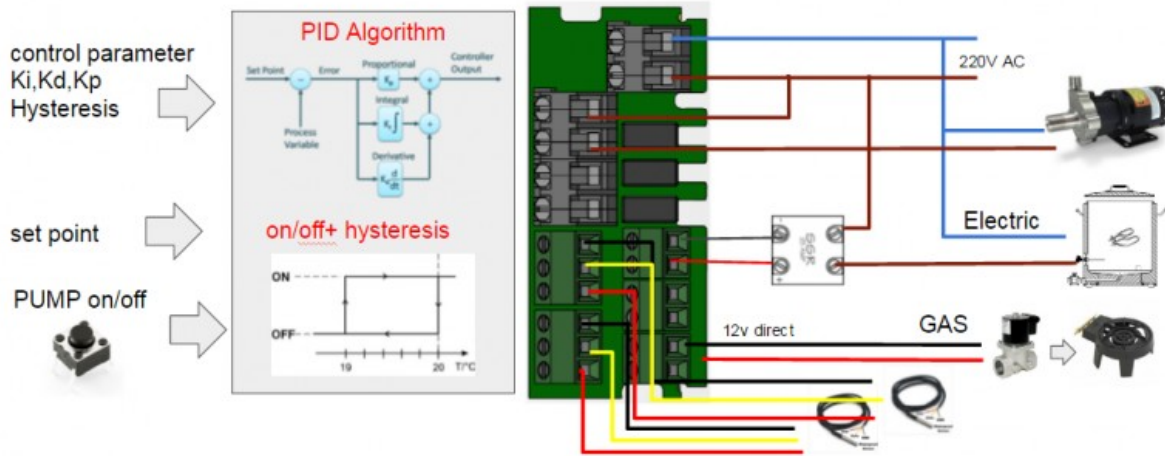 control parameter
Ki,Kd,Kp
Hysteresis
set point
PUMP on/off
PID Algorithm
Set Point
Error
Proportional
Controller
Output
Integral
Process
Variable
Derivative
on/off+ hysteresis
ON
OFF
19
20
T/°C
220V AC
Electric
SSR
12v direct
GAS